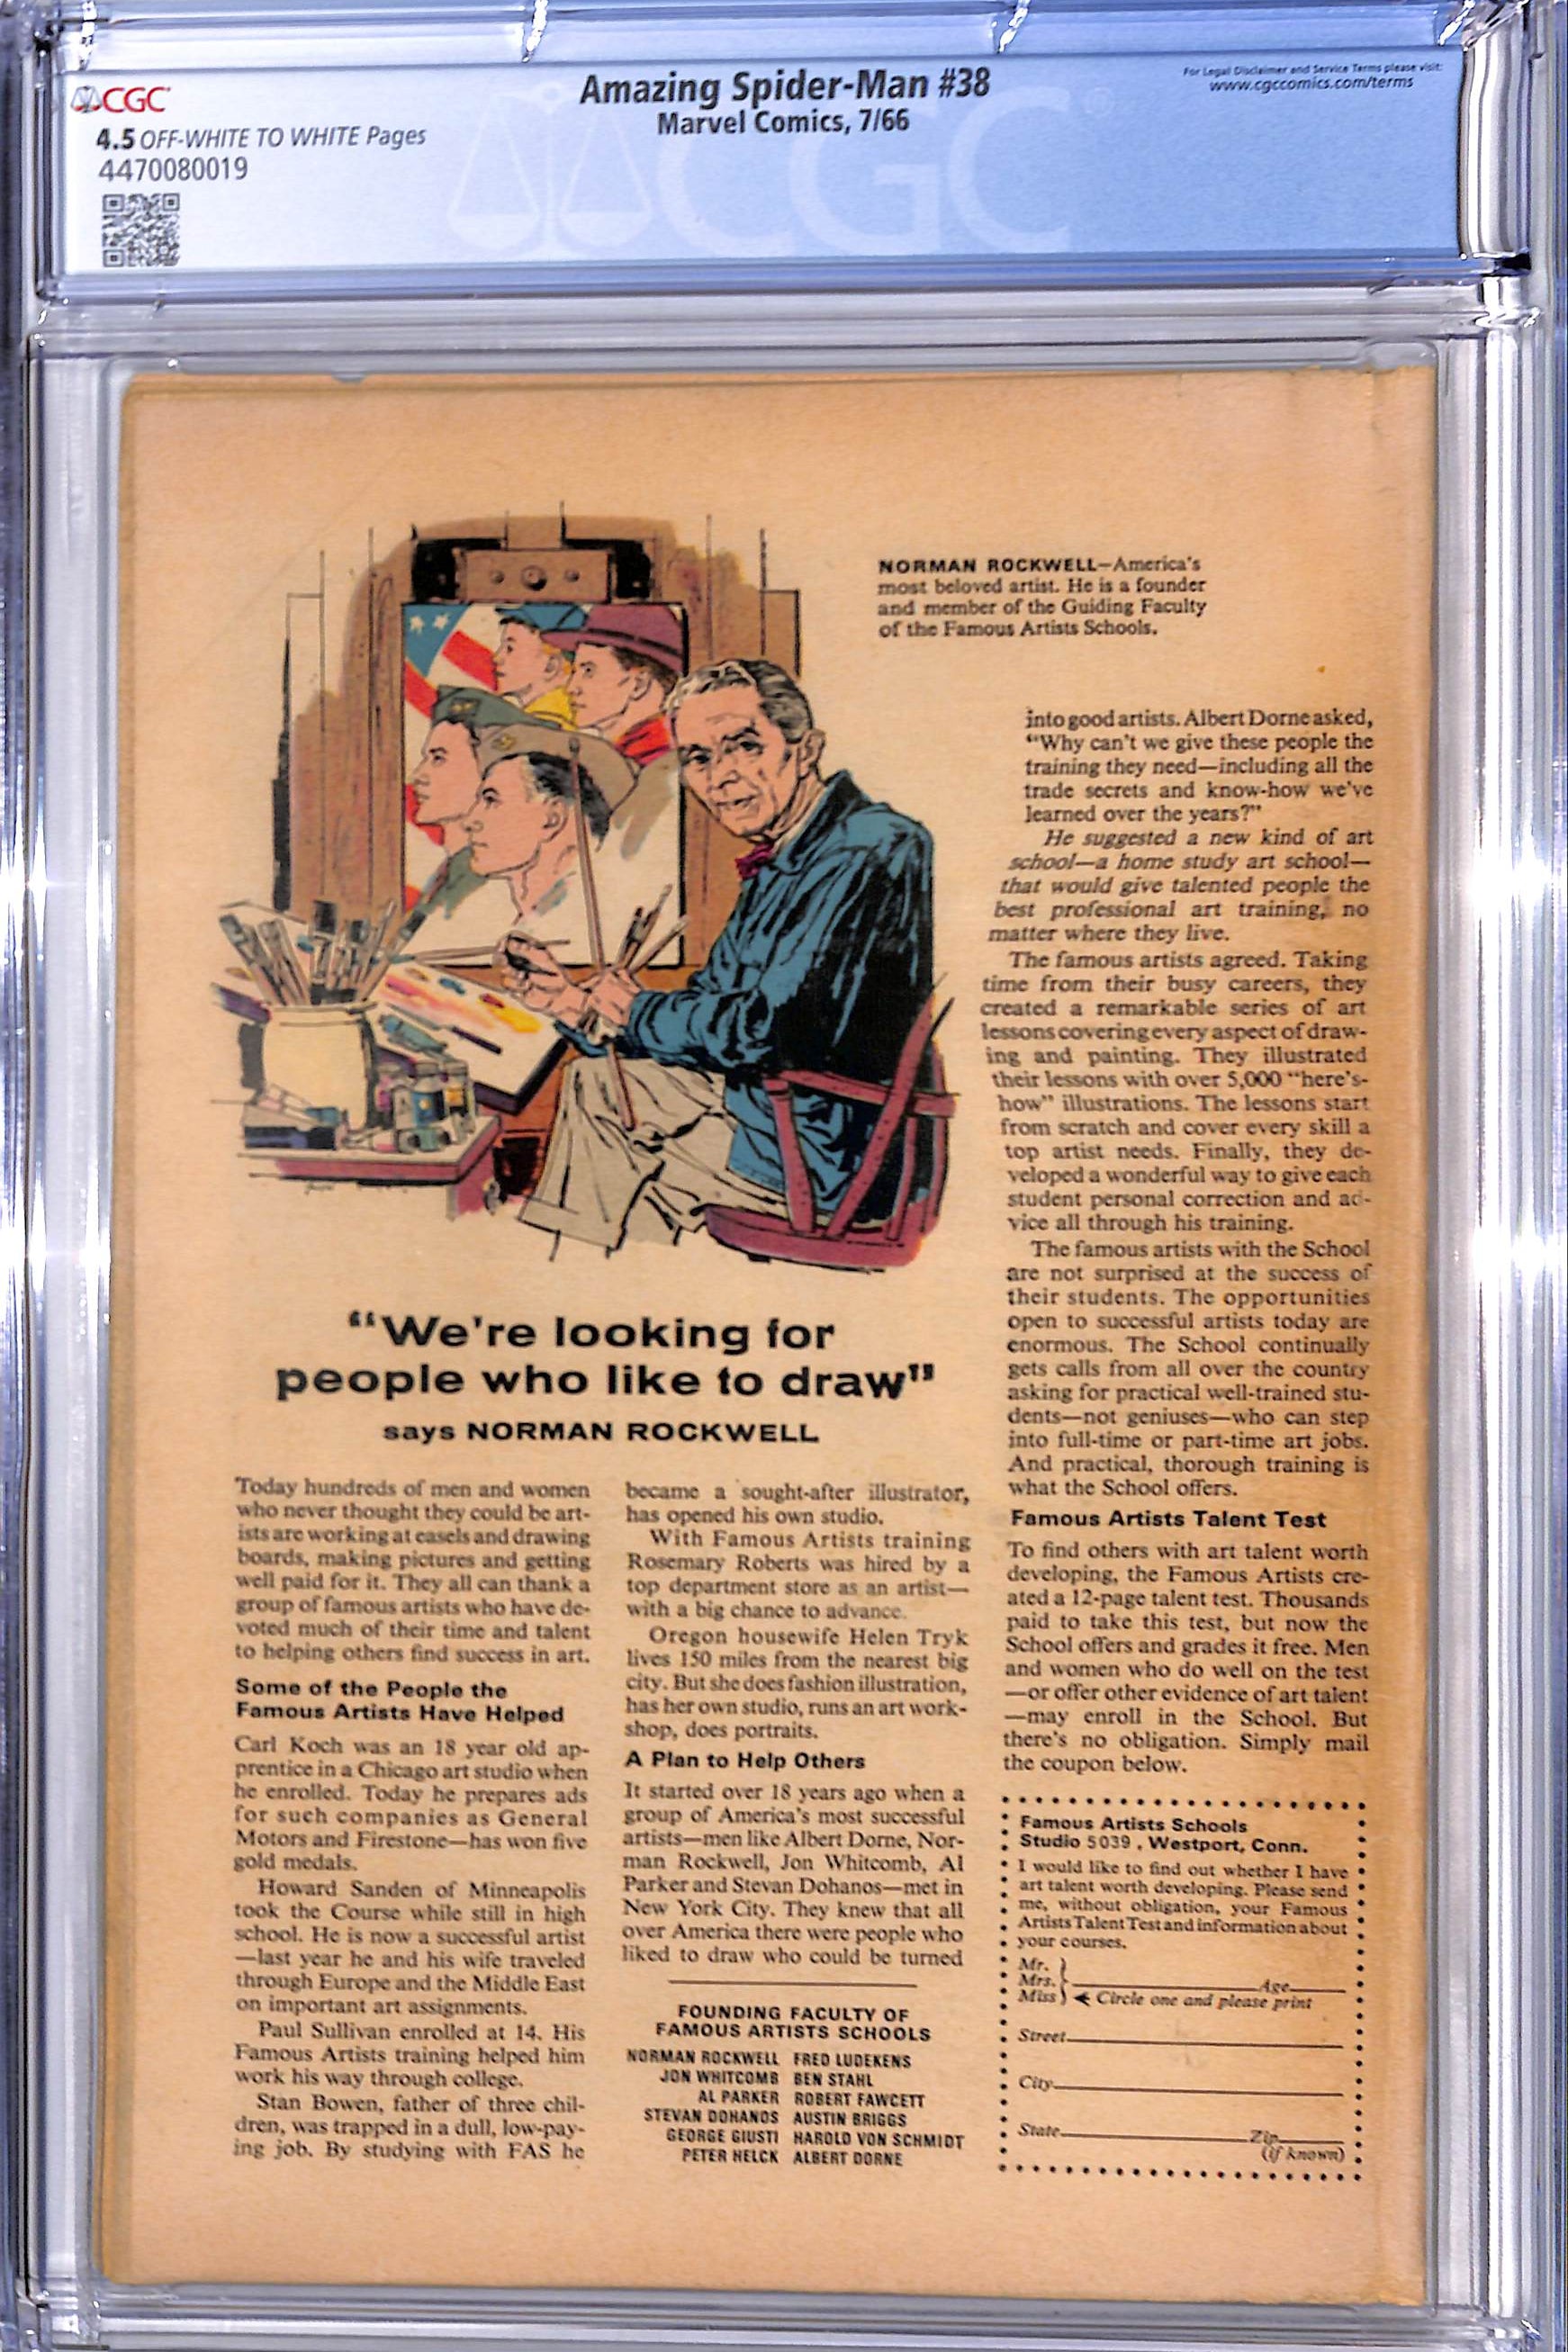 CGC
4.5 OFF-WHITE TO WHITE Pages
4470080019
Amazing Spider-Man #38
Marvel Comics, 7/66
For Legal Disclaimer and Service Terms please visit:
www.cgccomics.com/terms
CGC
NORMAN ROCKWELL—America's
most beloved artist. He is a founder
and member of the Guiding Faculty
of the Famous Artists Schools.
"We're looking for
people who like to draw"
says NORMAN ROCKWELL
Today hundreds of men and women
who never thought they could be art-
ists are working at easels and drawing
boards, making pictures and getting
well paid for it. They all can thank a
group of famous artists who have de-
voted much of their time and talent
to helping others find success in art.
Some of the People the
Famous Artists Have Helped
Carl Koch was an 18 year old ap-
prentice in a Chicago art studio when
he enrolled. Today he prepares ads
for such companies as General
Motors and Firestone—has won five
gold medals.
Howard Sanden of Minneapolis
took the Course while still in high
school. He is now a successful artist
—last year he and his wife traveled
through Europe and the Middle East
on important art assignments.
Paul Sullivan enrolled at 14. His
Famous Artists training helped him
work his way through college.
Stan Bowen, father of three chil-
dren, was trapped in a dull, low-pay-
ing job. By studying with FAS he
became a sought-after illustrator,
has opened his own studio.
With Famous Artists training
Rosemary Roberts was hired by a
top department store as an artist—
with a big chance to advance.
Oregon housewife Helen Tryk
lives 150 miles from the nearest big
city. But she does fashion illustration,
has her own studio, runs an art work-
shop, does portraits.
A Plan to Help Others
It started over 18 years ago when a
group of America's most successful
artists—men like Albert Dorne, Nor-
man Rockwell, Jon Whitcomb, Al
Parker and Stevan Dohanos—met in
New York City. They knew that all
over America there were people who
liked to draw who could be turned
FOUNDING FACULTY OF
FAMOUS ARTISTS SCHOOLS
NORMAN ROCKWELL FRED LUDEKENS
JON WHITCOMB BEN STAHL
AL PARKER ROBERT FAWCETT
STEVAN DOHANOS AUSTIN BRIGGS
GEORGE GIUSTI HAROLD VON SCHMIDT
PETER HELCK ALBERT DORNE
into good artists. Albert Dorne asked,
"Why can't we give these people the
training they need—including all the
trade secrets and know-how we've
learned over the years?"
He suggested a new kind of art
school—a home study art school—
that would give talented people the
best professional art training, no
matter where they live.
The famous artists agreed. Taking
time from their busy careers, they
created a remarkable series of art
lessons covering every aspect of draw-
ing and painting. They illustrated
their lessons with over 5,000 "here's-
how" illustrations. The lessons start
from scratch and cover every skill a
top artist needs. Finally, they de-
veloped a wonderful way to give each
student personal correction and ad-
vice all through his training.
The famous artists with the School
are not surprised at the success of
their students. The opportunities
open to successful artists today are
enormous. The School continually
gets calls from all over the country
asking for practical well-trained stu-
dents—not geniuses—who can step
into full-time or part-time art jobs.
And practical, thorough training is
what the School offers.
Famous Artists Talent Test
To find others with art talent worth
developing, the Famous Artists cre-
ated a 12-page talent test. Thousands
paid to take this test, but now the
School offers and grades it free. Men
and women who do well on the test
—or offer other evidence of art talent
—may enroll in the School. But
there's no obligation. Simply mail
the coupon below.
Famous Artists Schools
Studio 5039, Westport, Conn.
I would like to find out whether I have
art talent worth developing. Please send
me, without obligation, your Famous
Artists Talent Test and information about
your courses.
Mr.
Mrs. Age
Miss Circle one and please print
Street
City
State Zip
(if known)